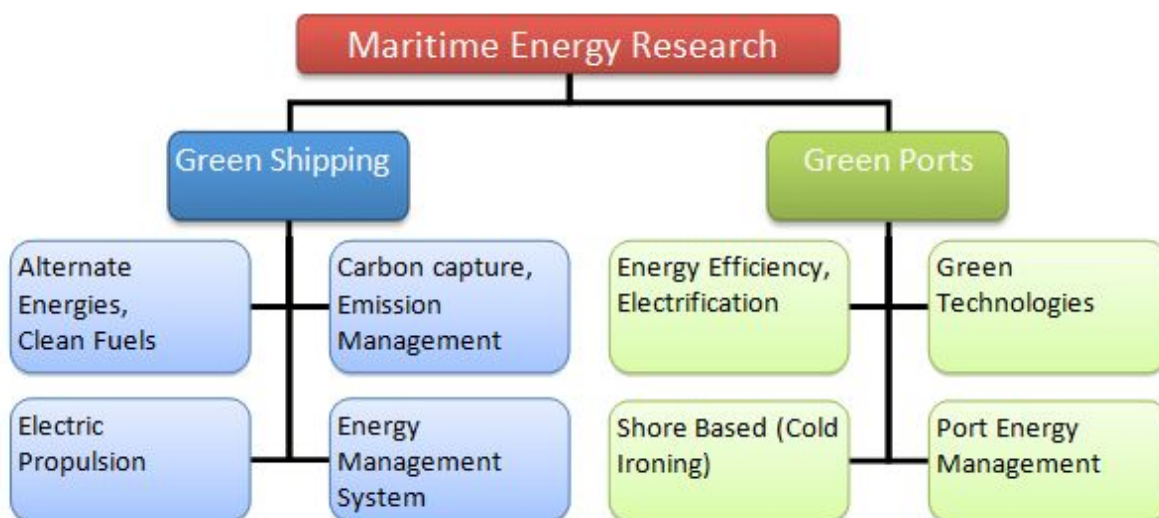 Maritime Energy Research
Green Shipping
Green Ports
Alternate
Energies,
Clean Fuels
Carbon capture,
Emission
Management
Electric
Propulsion
Energy
Management
System
Energy Efficiency,
Electrification
Green
Technologies
Shore Based (Cold
Ironing)
Port Energy
Management